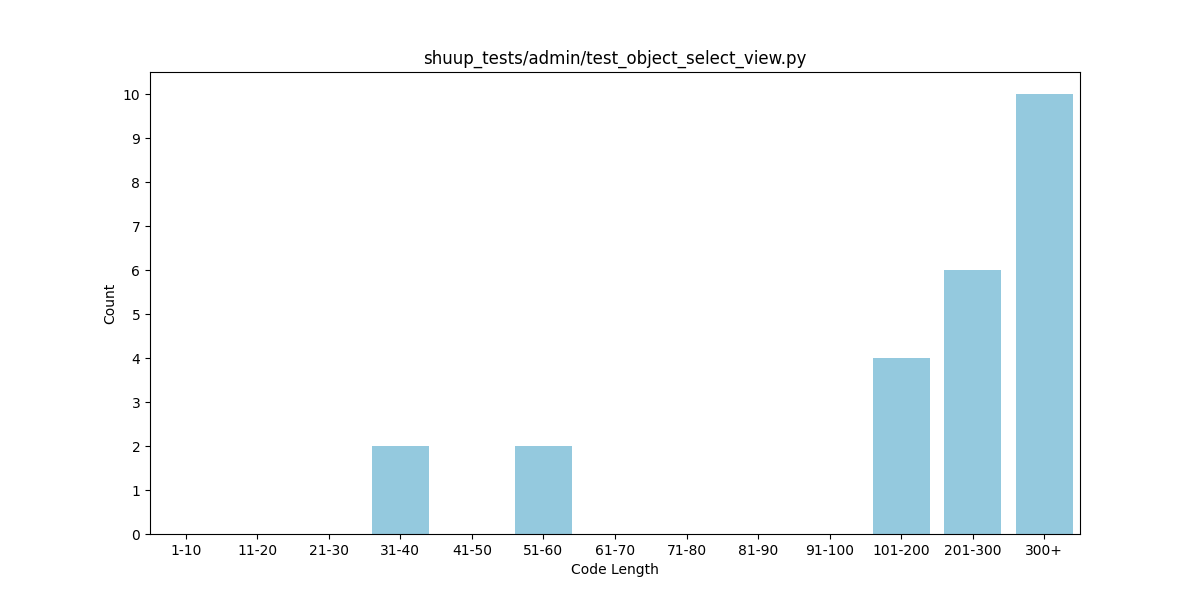 shuup_tests/admin/test_object_select_view.py
10
9
8
7
6
5
4
3
2
1
0
Count
1-10 11-20 21-30 31-40 41-50 51-60 61-70 71-80 81-90 91-100 101-200 201-300 300+
Code Length